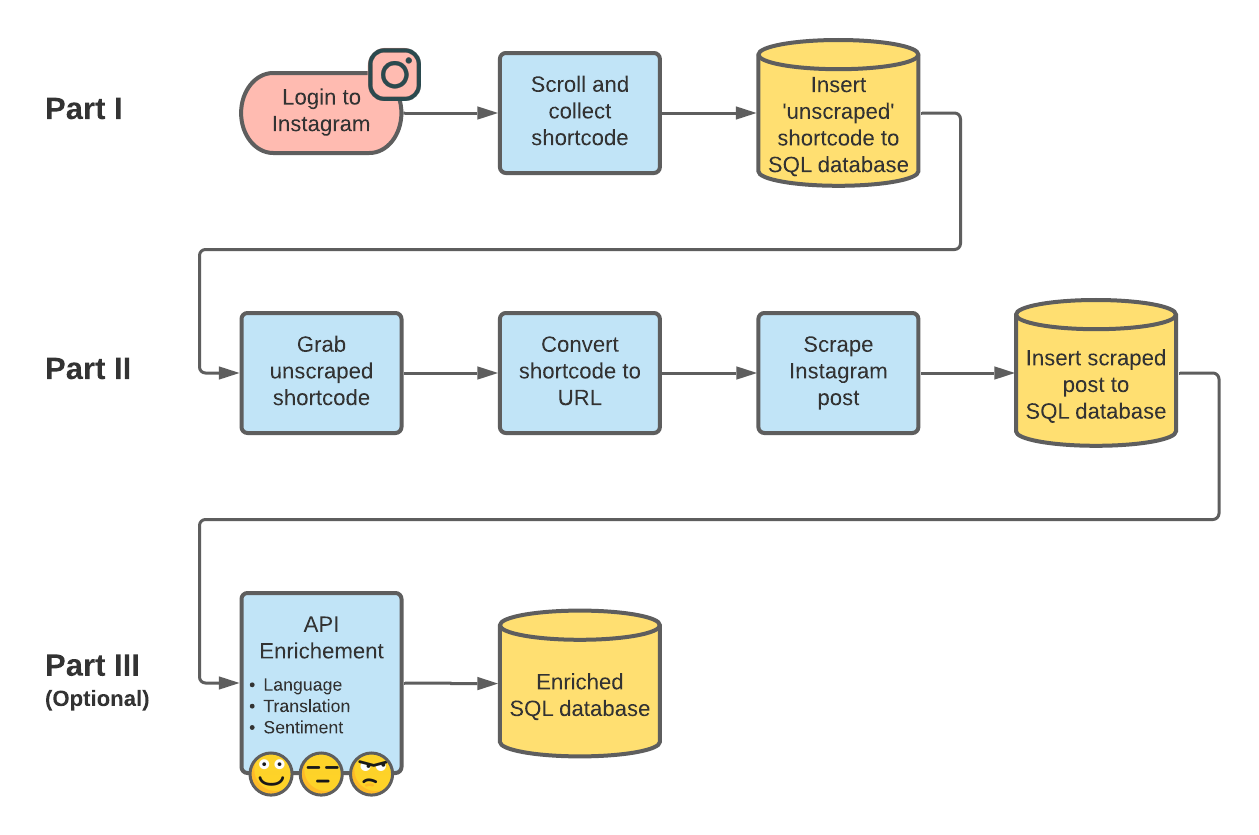 Part I
Login to
Instagram
Scroll and
collect
shortcode
Insert
'unscraped'
shortcode to
SQL database
Part II
Grab
unscraped
shortcode
Convert
shortcode to
URL
Scrape
Instagram
post
Insert scraped
post to
SQL database
Part III
(Optional)
API
Enrichement
• Language
• Translation
• Sentiment
Enriched
SQL database